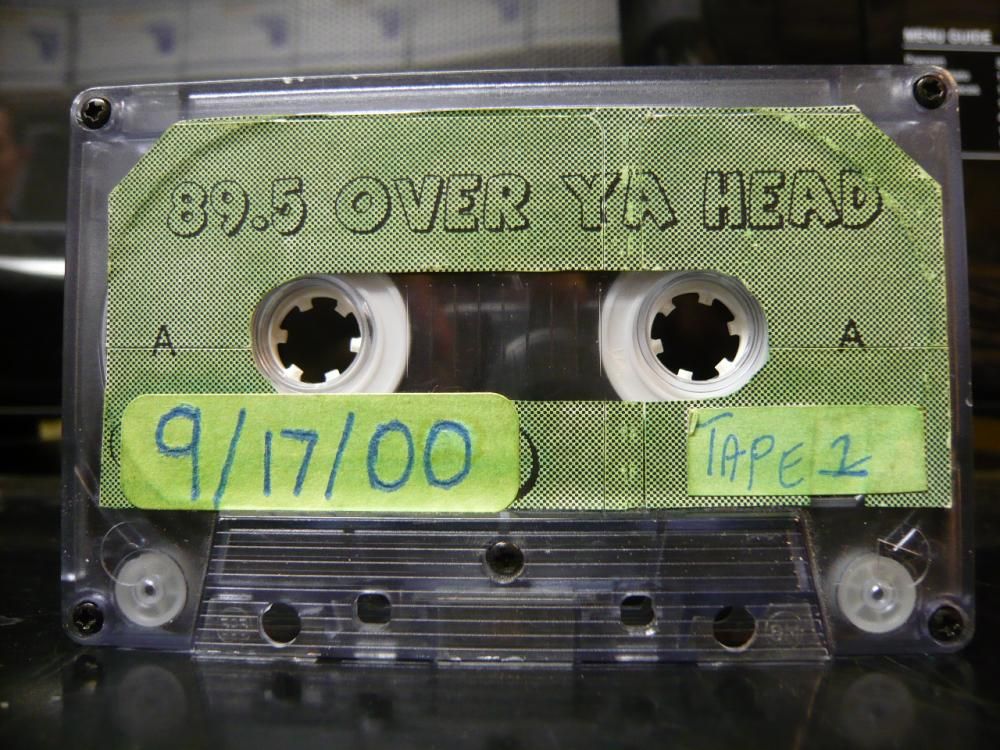 MENU GUIDE
89.5 OVER YA HEAD
A A
9/17/00
TAPE 2